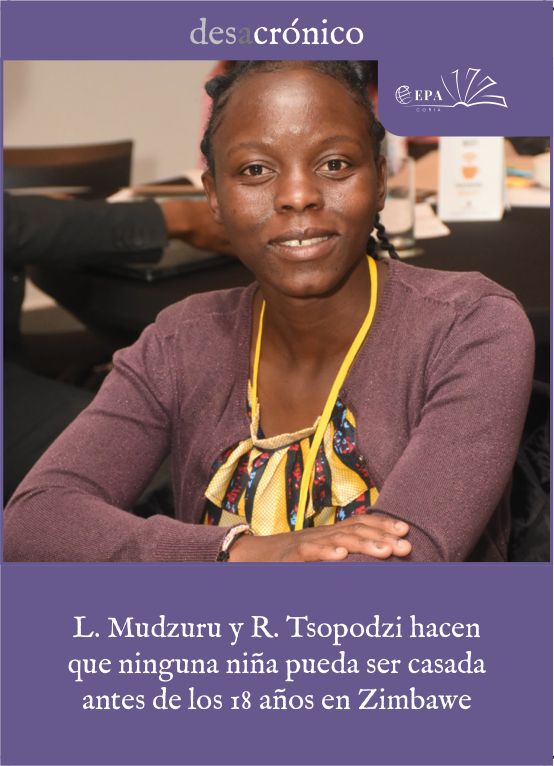 desacrónico
EPA
CORIA
L. Mudzuru y R. Tsopodzi hacen
que ninguna niña pueda ser casada
antes de los 18 años en Zimbawe